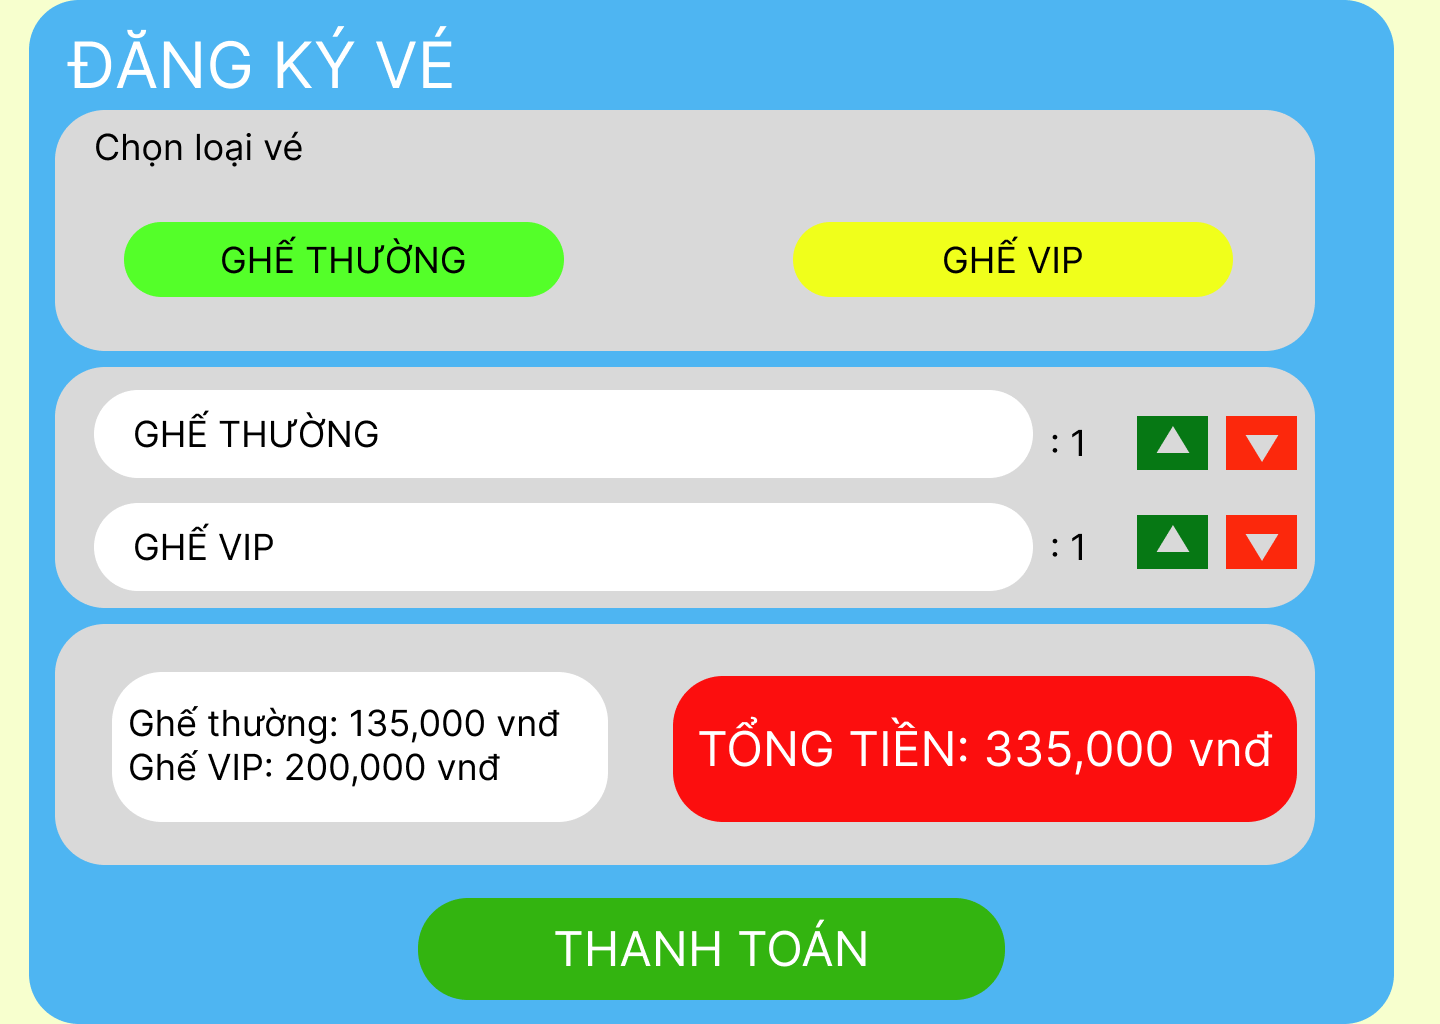 ĐĂNG KÝ VÉ
Chọn loại vé
GHẾ THƯỜNG
GHẾ VIP
GHẾ THƯỜNG : 1
GHẾ VIP : 1
Ghế thường: 135,000 vnđ
Ghế VIP: 200,000 vnđ
TỔNG TIỀN: 335,000 vnđ
THANH TOÁN